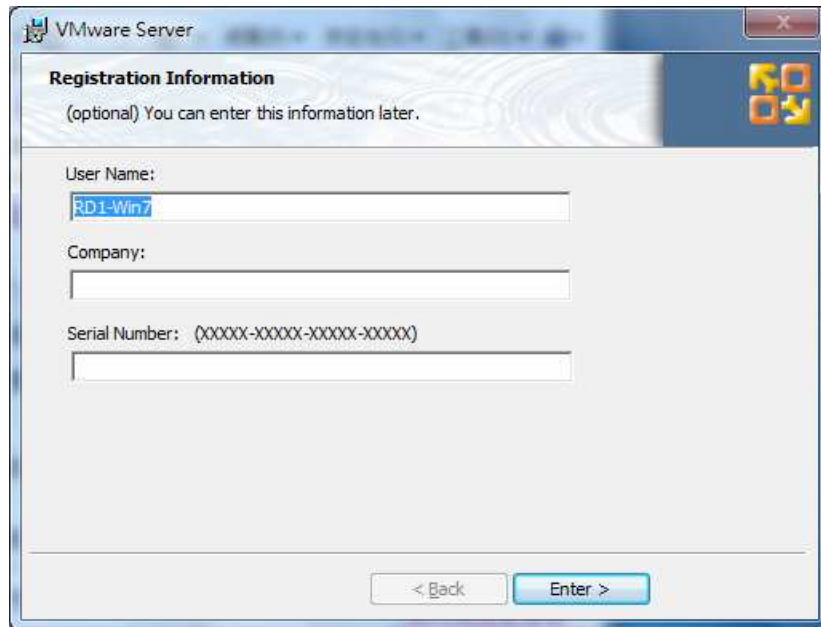 VMware Server
Registration Information
(optional) You can enter this information later.
User Name:
RD1-Win7
Company:
Serial Number: (XXXXX-XXXXX-XXXXX-XXXXX)
< Back
Enter >